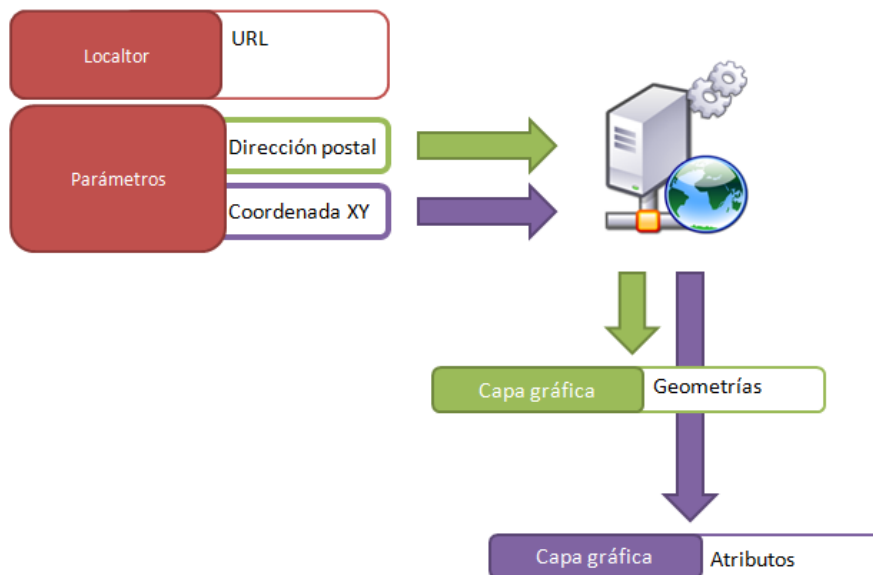 Localtor
URL
Parámetros
Dirección postal
Coordenada XY
Capa gráfica
Geometrías
Capa gráfica
Atributos